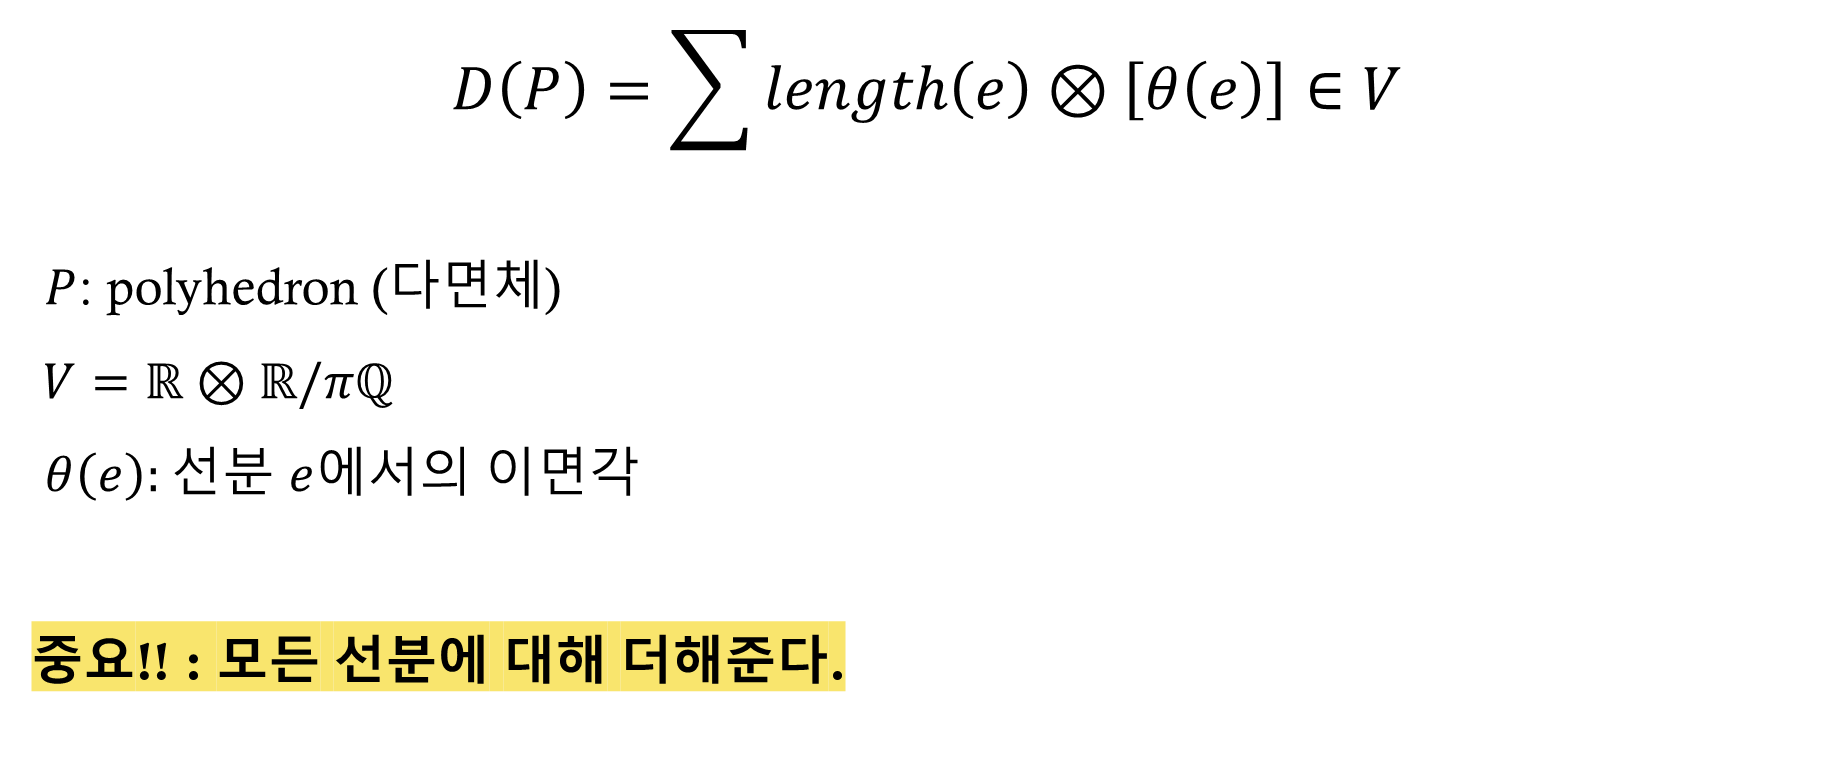 D(P) = ∑ length(e) ⊗ [θ(e)] ∈ V
P: polyhedron (다면체)
V = ℝ ⊗ ℝ/πℚ
θ(e): 선분 e에서의 이면각
중요!! : 모든 선분에 대해 더해준다.